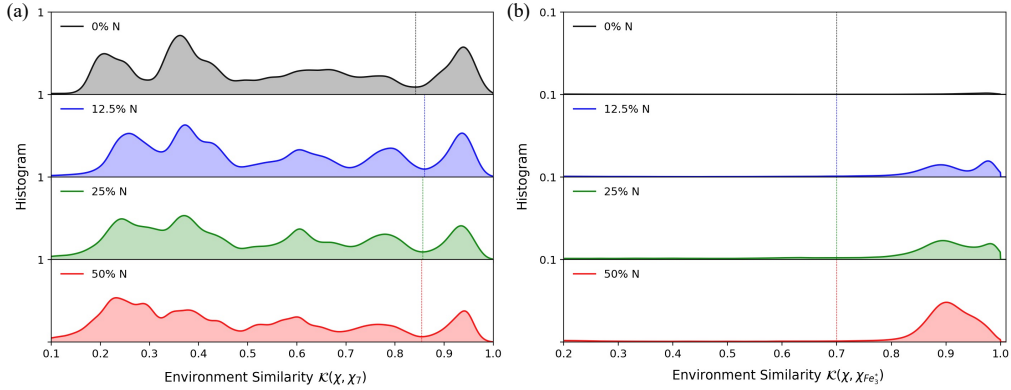 (a)
1
0% N
1
12.5% N
1
25% N
1
50% N
Histogram
0.1 0.2 0.3 0.4 0.5 0.6 0.7 0.8 0.9 1.0
Environment Similarity 𝒦(χ, χ₇)
(b)
0.1
0% N
0.1
12.5% N
0.1
25% N
0.1
50% N
Histogram
0.2 0.3 0.4 0.5 0.6 0.7 0.8 0.9 1.0
Environment Similarity 𝒦(χ, χ_{Fe₃*})